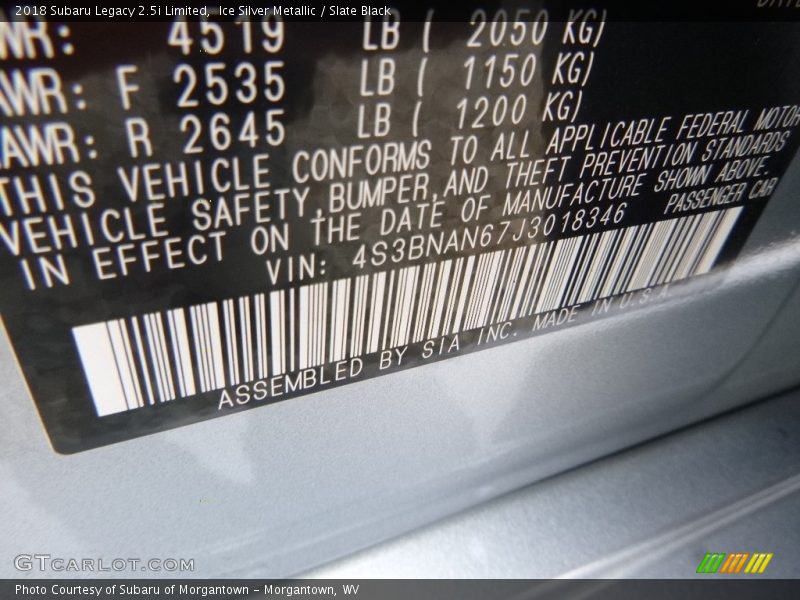 2018 Subaru Legacy 2.5i Limited, Ice Silver Metallic / Slate Black
WR: 4519 LB ( 2050 KG)
AWR: F 2535 LB ( 1150 KG)
AWR: R 2645 LB ( 1200 KG)
THIS VEHICLE CONFORMS TO ALL APPLICABLE FEDERAL MOTOR
VEHICLE SAFETY,BUMPER,AND THEFT PREVENTION STANDARDS
IN EFFECT ON THE DATE OF MANUFACTURE SHOWN ABOVE.
VIN: 4S3BNAN67J3018346 PASSENGER CAR
ASSEMBLED BY SIA INC. MADE IN U.S.A
GTCARLOT.COM
Photo Courtesy of Subaru of Morgantown - Morgantown, WV